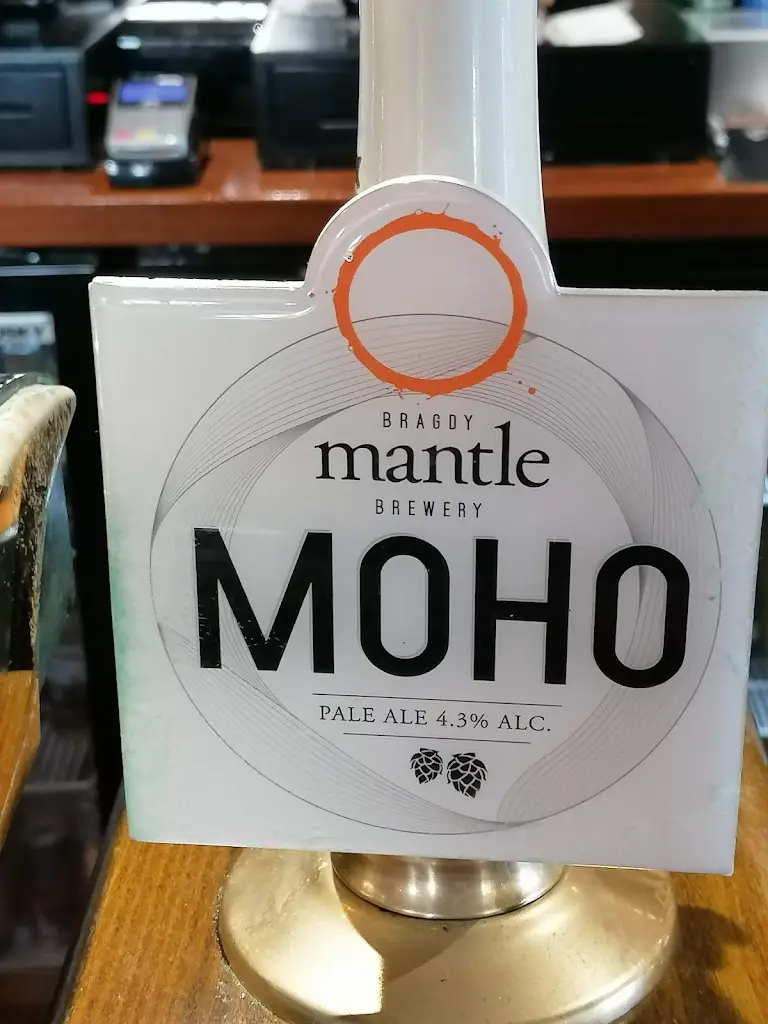 BRAGDY
mantle
BREWERY
MOHO
PALE ALE 4.3% ALC.